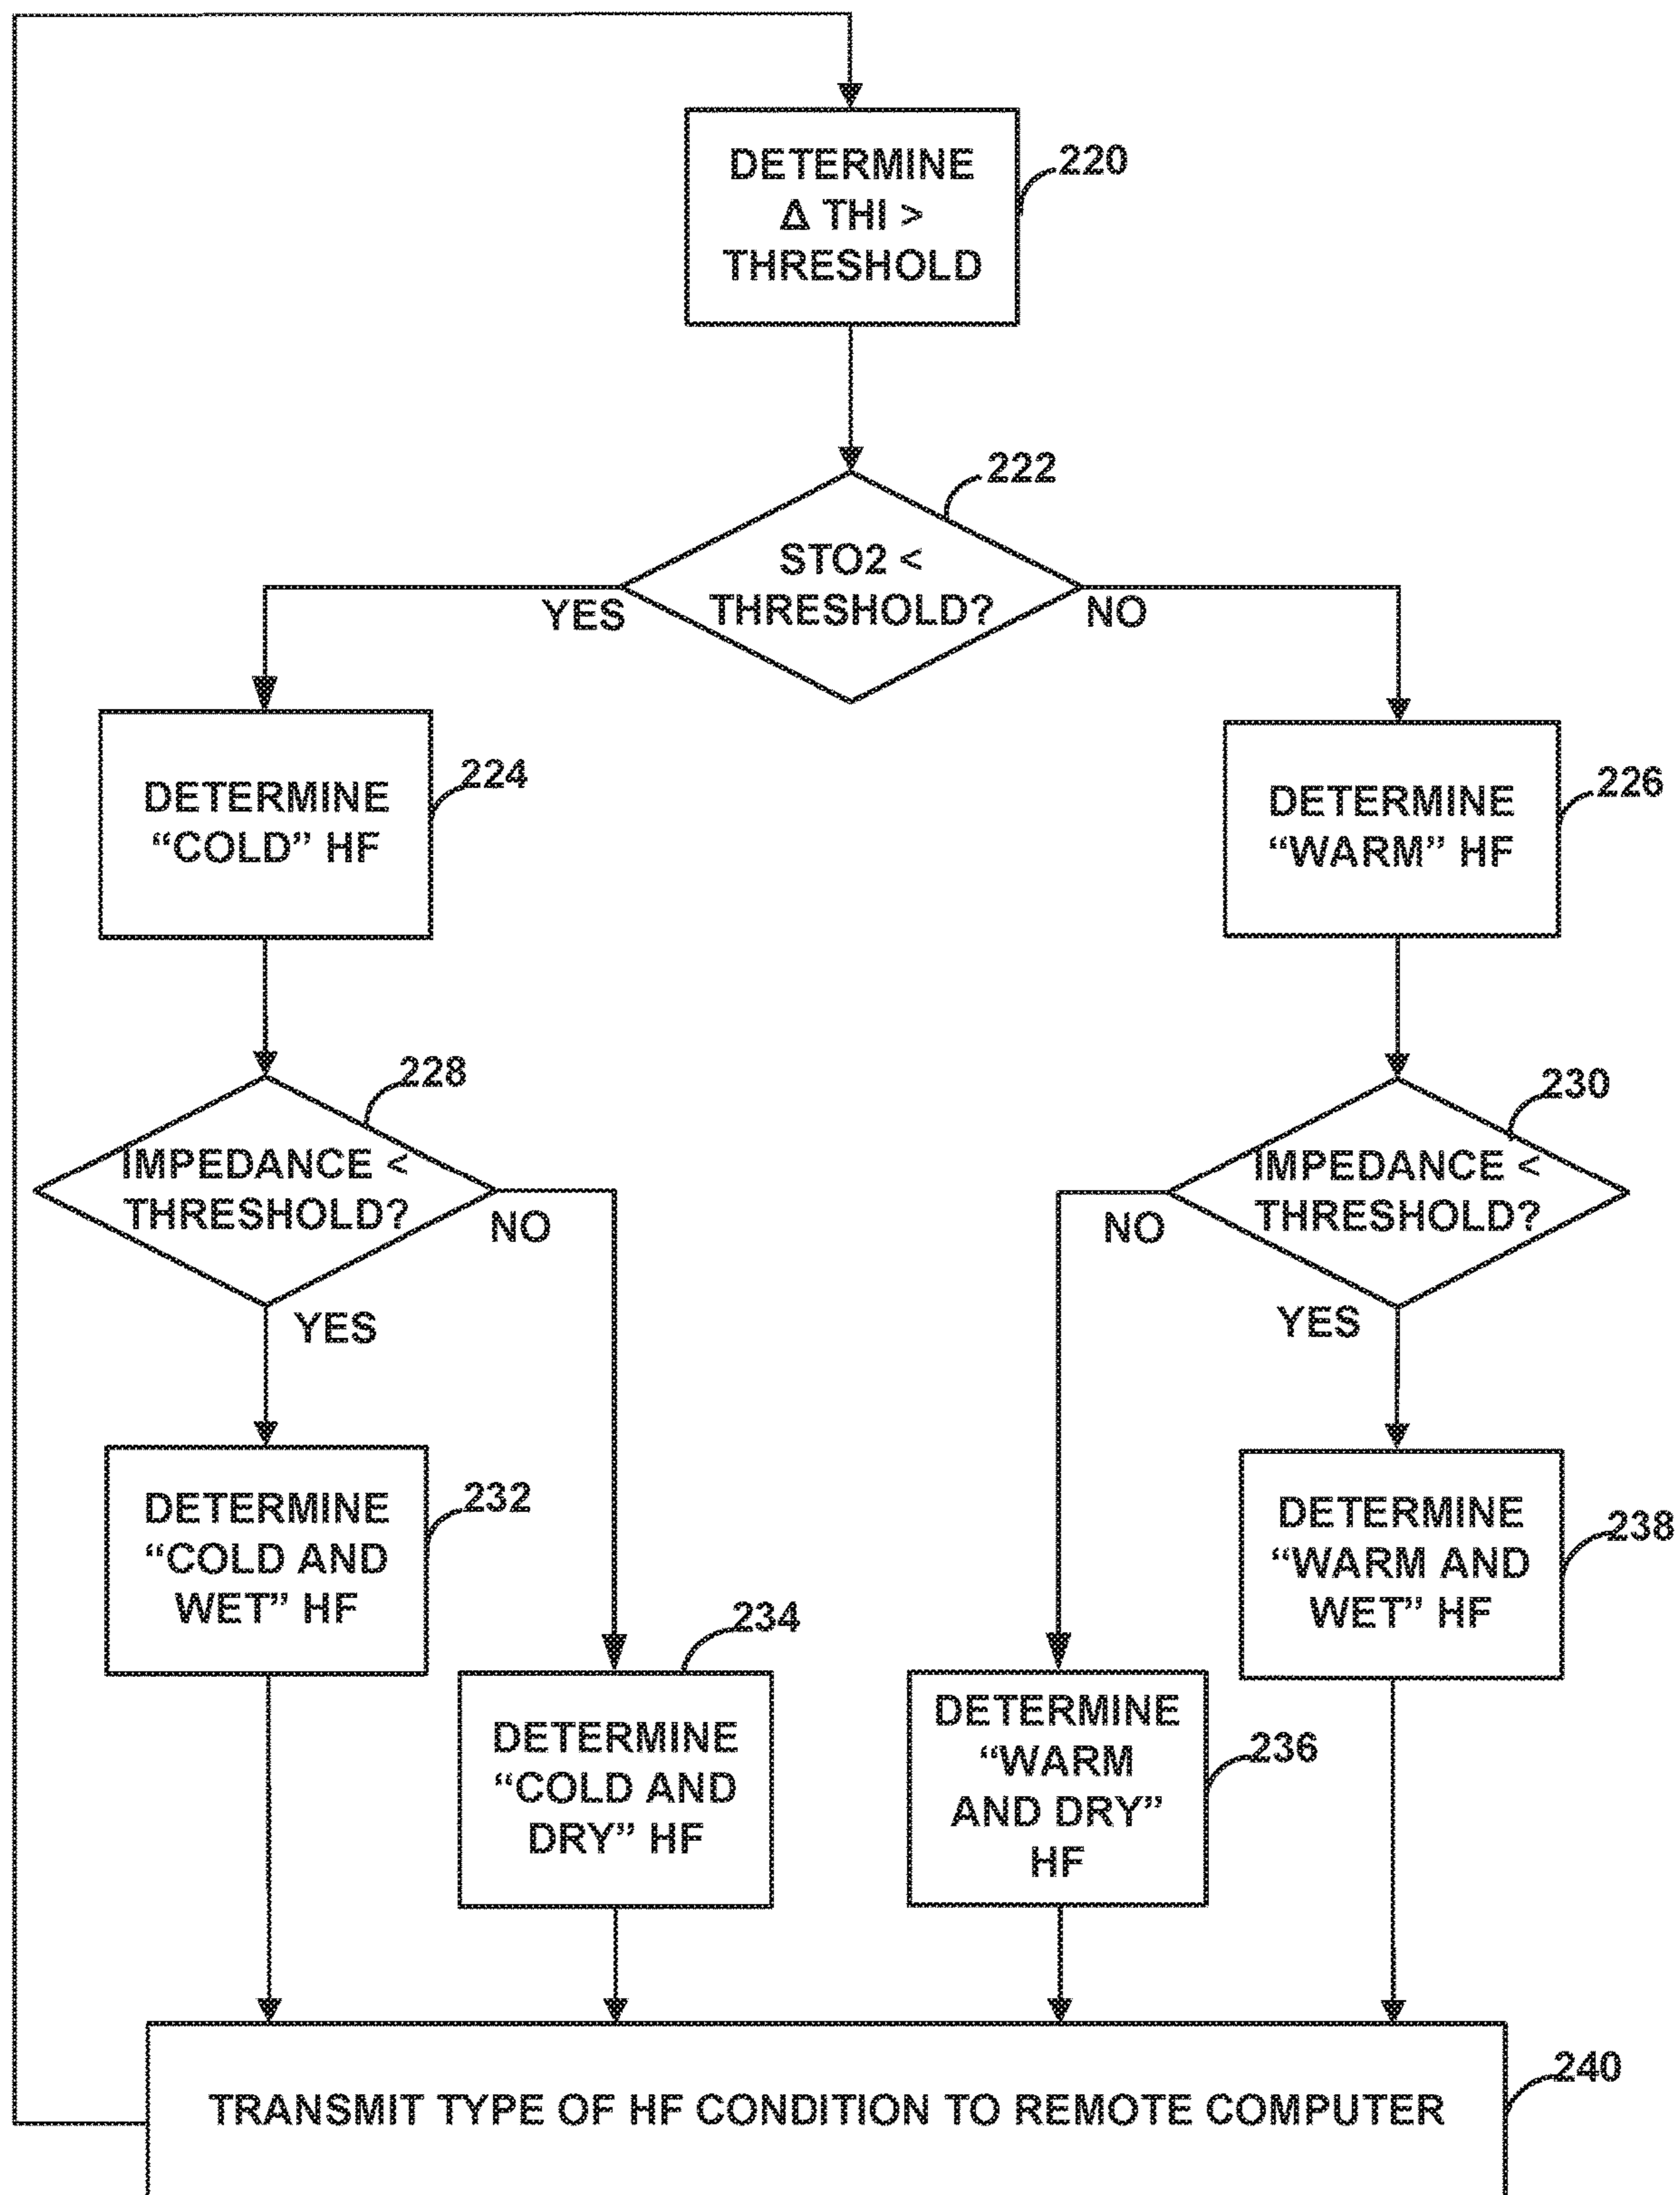 DETERMINE
Δ THI >
THRESHOLD
220
222
STO2 <
THRESHOLD?
YES
NO
DETERMINE
“COLD” HF
224
DETERMINE
“WARM” HF
226
228
IMPEDANCE <
THRESHOLD?
NO
YES
230
IMPEDANCE <
THRESHOLD?
NO
YES
DETERMINE
“COLD AND
WET” HF
232
DETERMINE
“WARM AND
WET” HF
238
234
DETERMINE
“COLD AND
DRY” HF
DETERMINE
“WARM
AND DRY”
HF
236
TRANSMIT TYPE OF HF CONDITION TO REMOTE COMPUTER
240